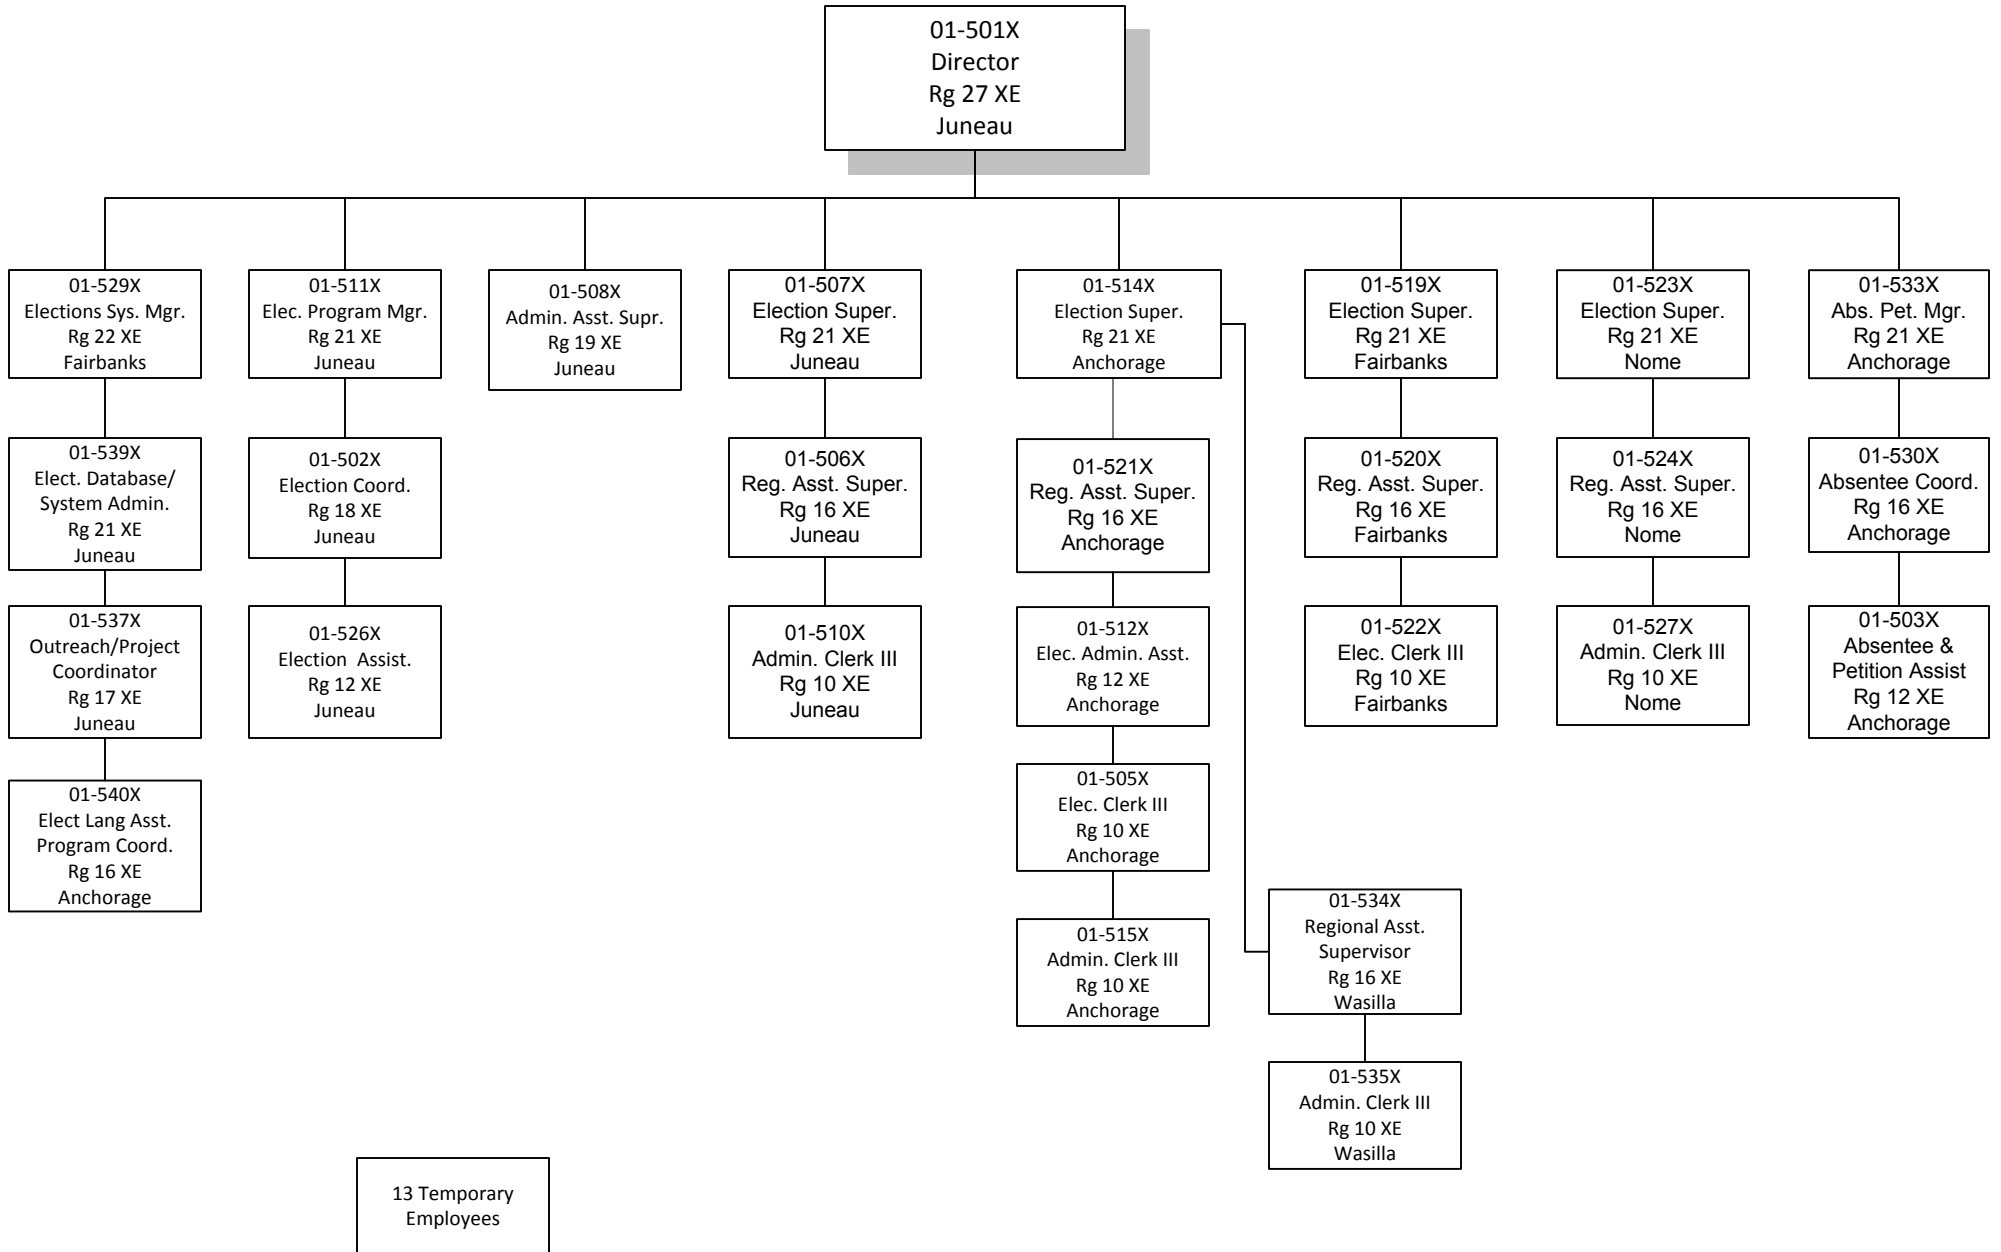 01-501X
Director
Rg 27 XE
Juneau
01-529X
Elections Sys. Mgr.
Rg 22 XE
Fairbanks
01-511X
Elec. Program Mgr.
Rg 21 XE
Juneau
01-508X
Admin. Asst. Supr.
Rg 19 XE
Juneau
01-507X
Election Super.
Rg 21 XE
Juneau
01-514X
Election Super.
Rg 21 XE
Anchorage
01-519X
Election Super.
Rg 21 XE
Fairbanks
01-523X
Election Super.
Rg 21 XE
Nome
01-533X
Abs. Pet. Mgr.
Rg 21 XE
Anchorage
01-539X
Elect. Database/
System Admin.
Rg 21 XE
Juneau
01-502X
Election Coord.
Rg 18 XE
Juneau
01-506X
Reg. Asst. Super.
Rg 16 XE
Juneau
01-521X
Reg. Asst. Super.
Rg 16 XE
Anchorage
01-520X
Reg. Asst. Super.
Rg 16 XE
Fairbanks
01-524X
Reg. Asst. Super.
Rg 16 XE
Nome
01-530X
Absentee Coord.
Rg 16 XE
Anchorage
01-537X
Outreach/Project
Coordinator
Rg 17 XE
Juneau
01-526X
Election Assist.
Rg 12 XE
Juneau
01-510X
Admin. Clerk III
Rg 10 XE
Juneau
01-512X
Elec. Admin. Asst.
Rg 12 XE
Anchorage
01-522X
Elec. Clerk III
Rg 10 XE
Fairbanks
01-527X
Admin. Clerk III
Rg 10 XE
Nome
01-503X
Absentee &
Petition Assist
Rg 12 XE
Anchorage
01-540X
Elect Lang Asst.
Program Coord.
Rg 16 XE
Anchorage
01-505X
Elec. Clerk III
Rg 10 XE
Anchorage
01-515X
Admin. Clerk III
Rg 10 XE
Anchorage
01-534X
Regional Asst.
Supervisor
Rg 16 XE
Wasilla
01-535X
Admin. Clerk III
Rg 10 XE
Wasilla
13 Temporary
Employees